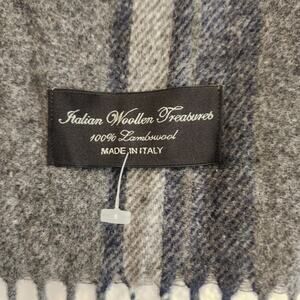 Italian Woollen Treasures
100% Lambswool
MADE IN ITALY